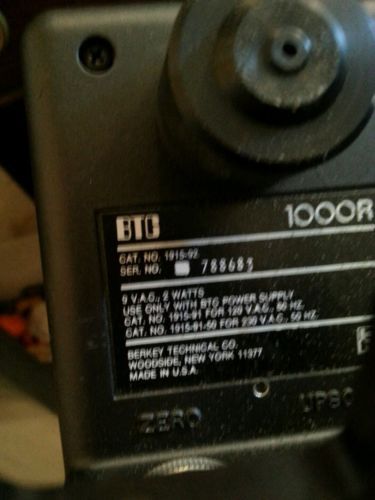 BTC 1000R
CAT. NO. 1915-92
SER. NO. 788683
9 V.A.C., 2 WATTS
USE ONLY WITH BTC POWER SUPPLY
CAT. NO. 1915-91 FOR 120 V.A.C., 60 HZ.
CAT. NO. 1915-91-50 FOR 220 V.A.C., 50 HZ.
BERKEY TECHNICAL CO.
WOODSIDE, NEW YORK 11377
MADE IN U.S.A.
ZERO